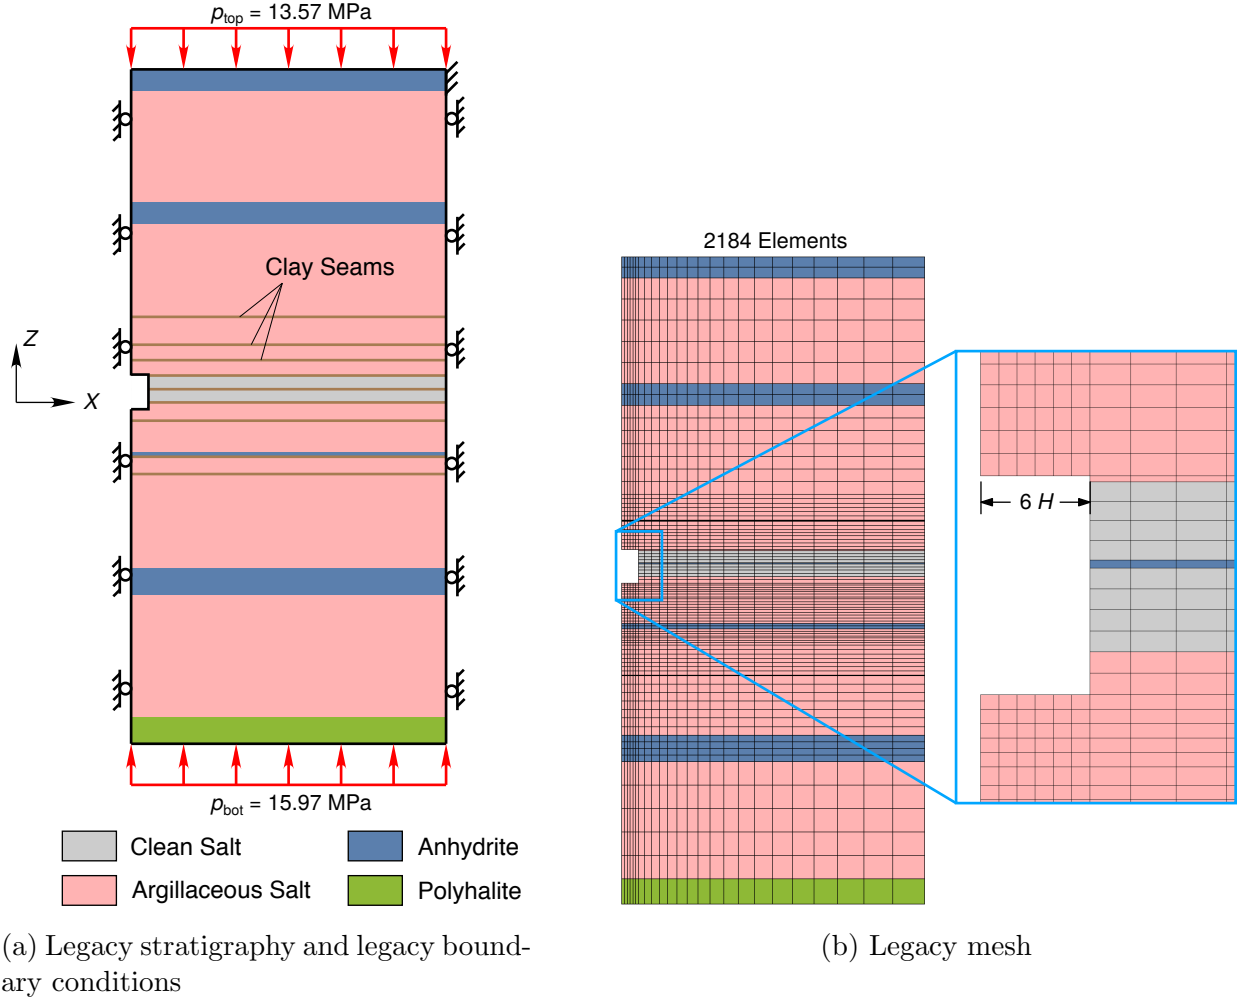 p_top = 13.57 MPa
Clay Seams
Z
X
p_bot = 15.97 MPa
Clean Salt
Anhydrite
Argillaceous Salt
Polyhalite
(a) Legacy stratigraphy and legacy bound-
ary conditions
2184 Elements
6 H
(b) Legacy mesh